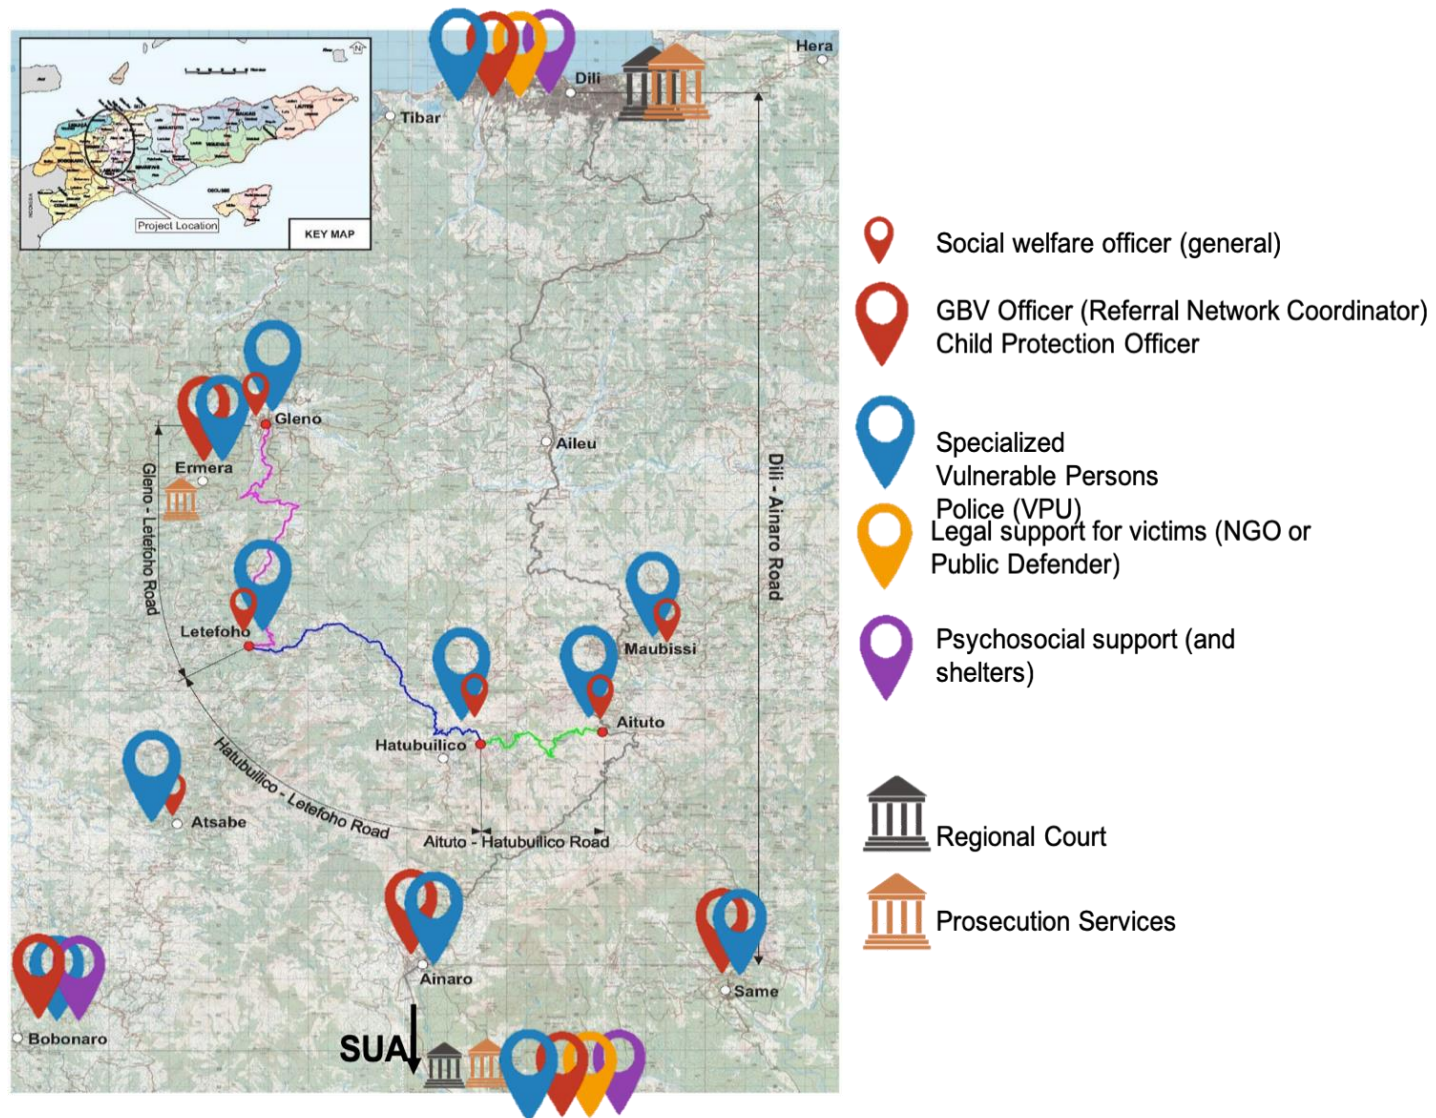 Hera
Dili
Tibar
Project Location
KEY MAP
Gleno
Ermera
Aileu
Gleno - Letefoho Road
Dili - Ainaro Road
Letefoho
Maubissi
Aituto
Hatubuilico
Hatubuilico - Letefoho Road
Atsabe
Aituto - Hatubuilico Road
Ainaro
Same
Bobonaro
SUA
Social welfare officer (general)
GBV Officer (Referral Network Coordinator)
Child Protection Officer
Specialized
Vulnerable Persons
Police (VPU)
Legal support for victims (NGO or
Public Defender)
Psychosocial support (and
shelters)
Regional Court
Prosecution Services